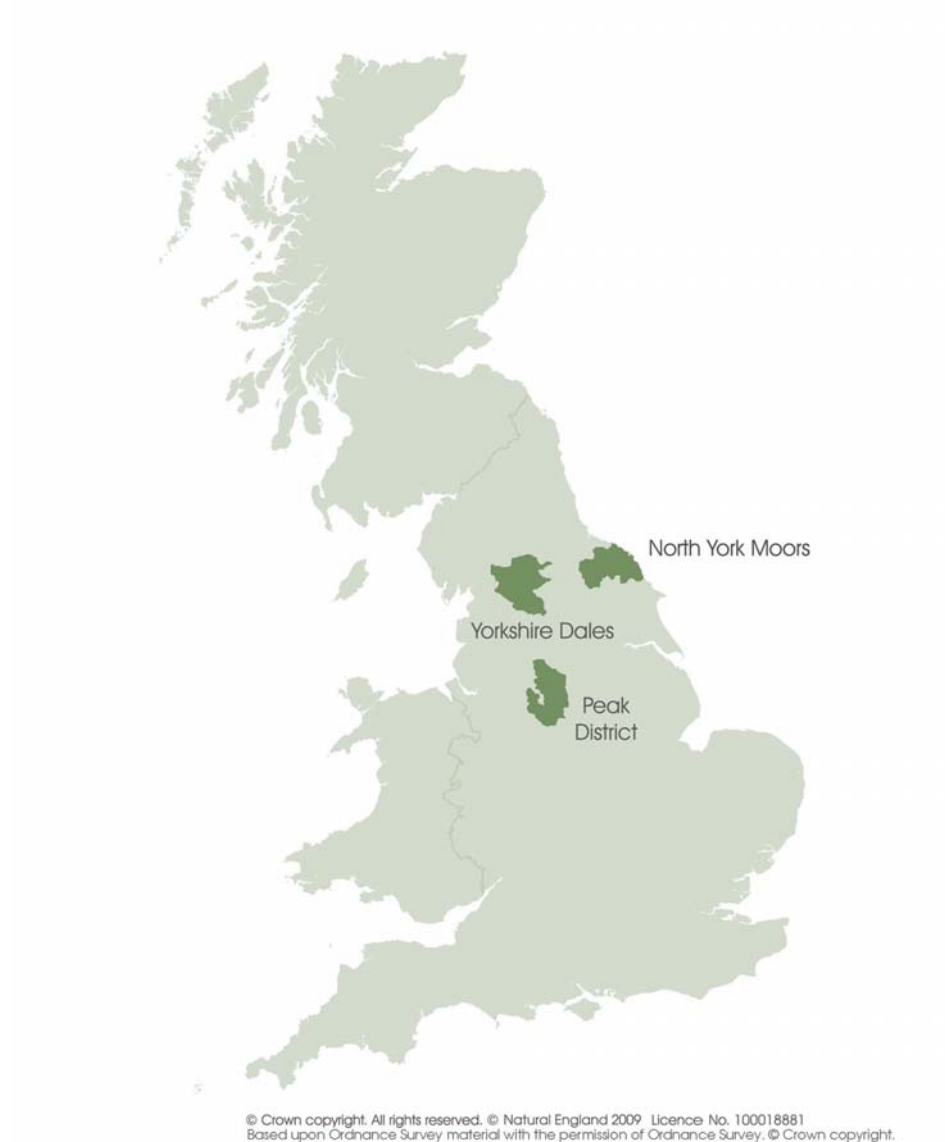 North York Moors
Yorkshire Dales
Peak
District
© Crown copyright. All rights reserved. © Natural England 2009 Licence No. 100018881
Based upon Ordnance Survey material with the permission of Ordnance Survey. © Crown copyright.